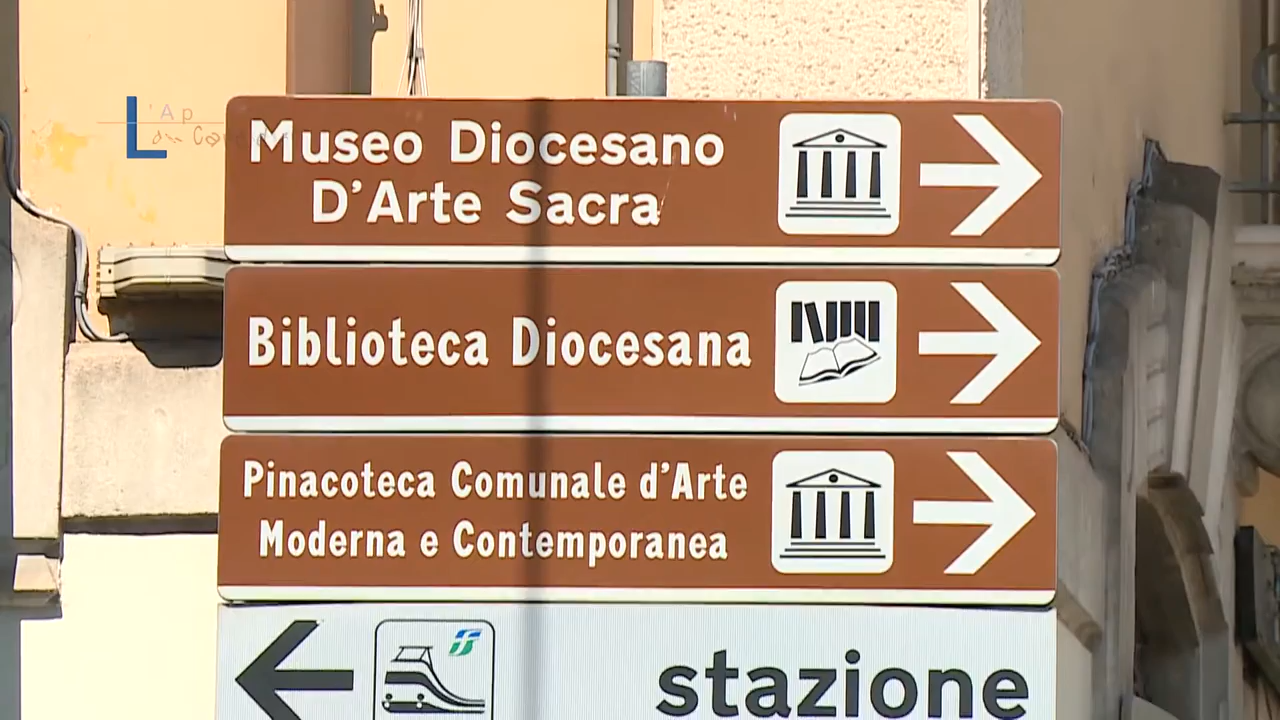 Museo Diocesano
D'Arte Sacra
Biblioteca Diocesana
Pinacoteca Comunale d'Arte
Moderna e Contemporanea
stazione